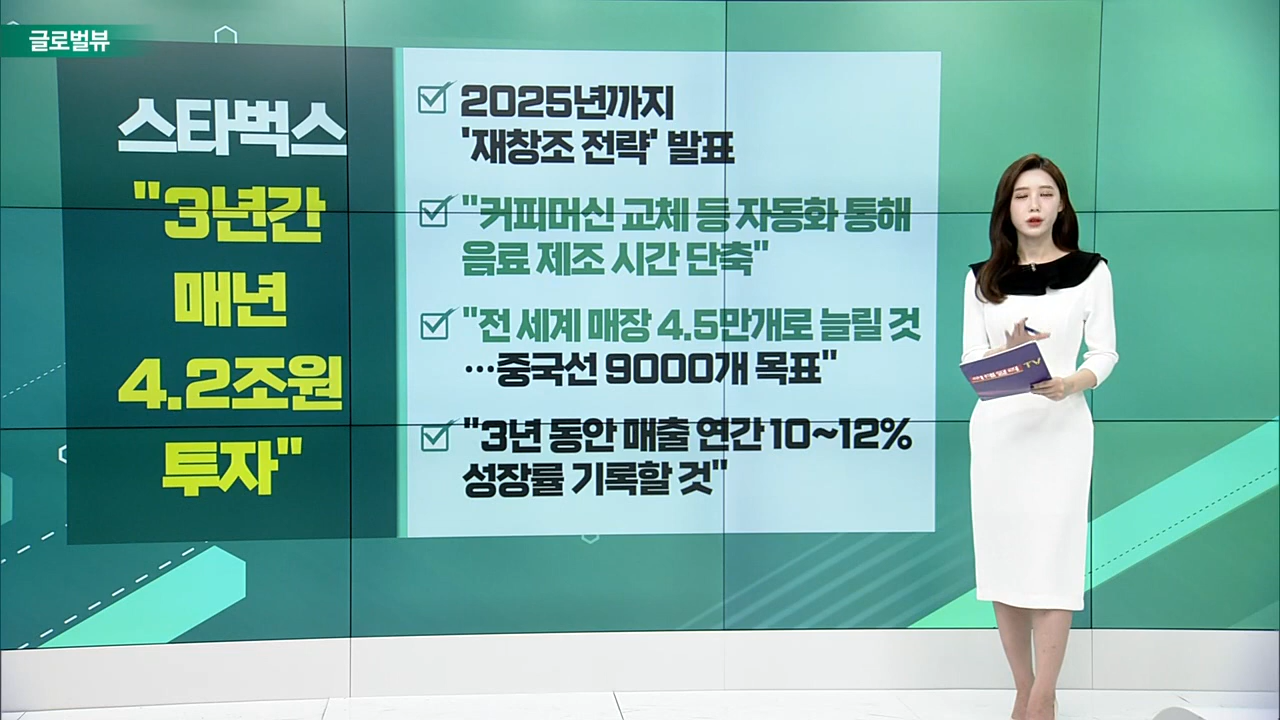 글로벌뷰
스타벅스
"3년간
매년
4.2조원
투자"
2025년까지
'재창조 전략' 발표
"커피머신 교체 등 자동화 통해
음료 제조 시간 단축"
"전 세계 매장 4.5만개로 늘릴 것
…중국선 9000개 목표"
"3년 동안 매출 연간 10~12%
성장률 기록할 것"
TV